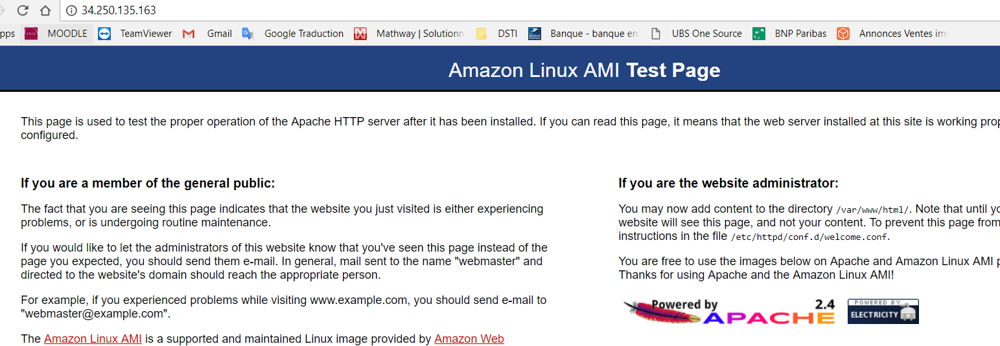 34.250.135.163
pps MOODLE TeamViewer Gmail Google Traduction Mathway | Solutionn DSTI Banque - banque en UBS One Source BNP Paribas Annonces Ventes im
Amazon Linux AMI Test Page
This page is used to test the proper operation of the Apache HTTP server after it has been installed. If you can read this page, it means that the web server installed at this site is working prop
configured.
If you are a member of the general public:
The fact that you are seeing this page indicates that the website you just visited is either experiencing
problems, or is undergoing routine maintenance.
If you would like to let the administrators of this website know that you've seen this page instead of the
page you expected, you should send them e-mail. In general, mail sent to the name "webmaster" and
directed to the website's domain should reach the appropriate person.
For example, if you experienced problems while visiting www.example.com, you should send e-mail to
"webmaster@example.com".
The Amazon Linux AMI is a supported and maintained Linux image provided by Amazon Web
If you are the website administrator:
You may now add content to the directory /var/www/html/. Note that until yo
website will see this page, and not your content. To prevent this page from
instructions in the file /etc/httpd/conf.d/welcome.conf.
You are free to use the images below on Apache and Amazon Linux AMI p
Thanks for using Apache and the Amazon Linux AMI!
Powered by 2.4
APACHE
POWERED BY
ELECTRICITY